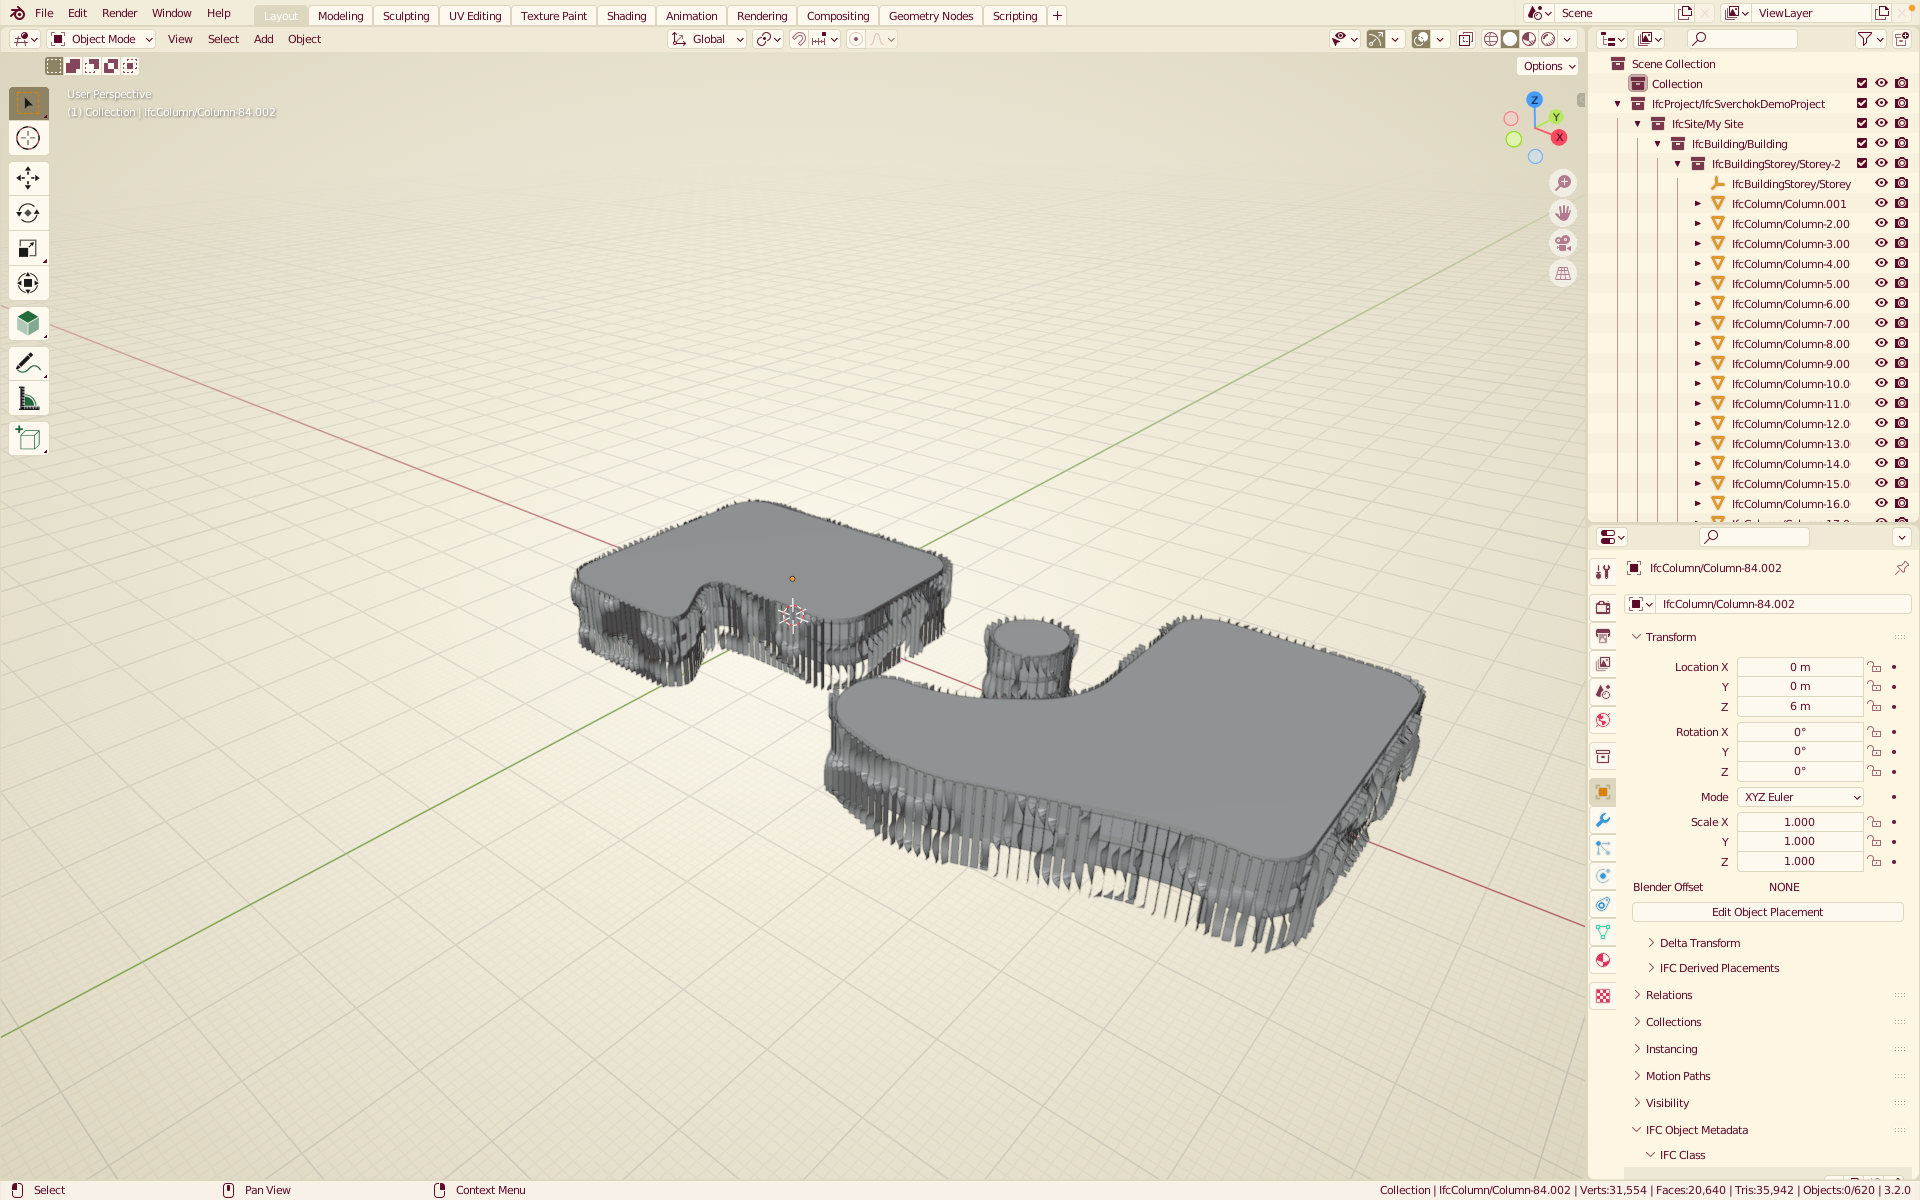 File Edit Render Window Help Layout Modeling Sculpting UV Editing Texture Paint Shading Animation Rendering Compositing Geometry Nodes Scripting + Scene ViewLayer
Object Mode View Select Add Object Global
Options
User Perspective
(1) Collection | IfcColumn/Column-84.002
Z
Y
X
Scene Collection
Collection
IfcProject/IfcSverchokDemoProject
IfcSite/My Site
IfcBuilding/Building
IfcBuildingStorey/Storey-2
IfcBuildingStorey/Storey
IfcColumn/Column.001
IfcColumn/Column-2.00
IfcColumn/Column-3.00
IfcColumn/Column-4.00
IfcColumn/Column-5.00
IfcColumn/Column-6.00
IfcColumn/Column-7.00
IfcColumn/Column-8.00
IfcColumn/Column-9.00
IfcColumn/Column-10.0
IfcColumn/Column-11.0
IfcColumn/Column-12.0
IfcColumn/Column-13.0
IfcColumn/Column-14.0
IfcColumn/Column-15.0
IfcColumn/Column-16.0
IfcColumn/Column-84.002
IfcColumn/Column-84.002
Transform
Location X 0 m
Y 0 m
Z 6 m
Rotation X 0°
Y 0°
Z 0°
Mode XYZ Euler
Scale X 1.000
Y 1.000
Z 1.000
Blender Offset NONE
Edit Object Placement
Delta Transform
IFC Derived Placements
Relations
Collections
Instancing
Motion Paths
Visibility
IFC Object Metadata
IFC Class
Select Pan View Context Menu Collection | IfcColumn/Column-84.002 | Verts:31,554 | Faces:20,640 | Tris:35,942 | Objects:0/620 | 3.2.0